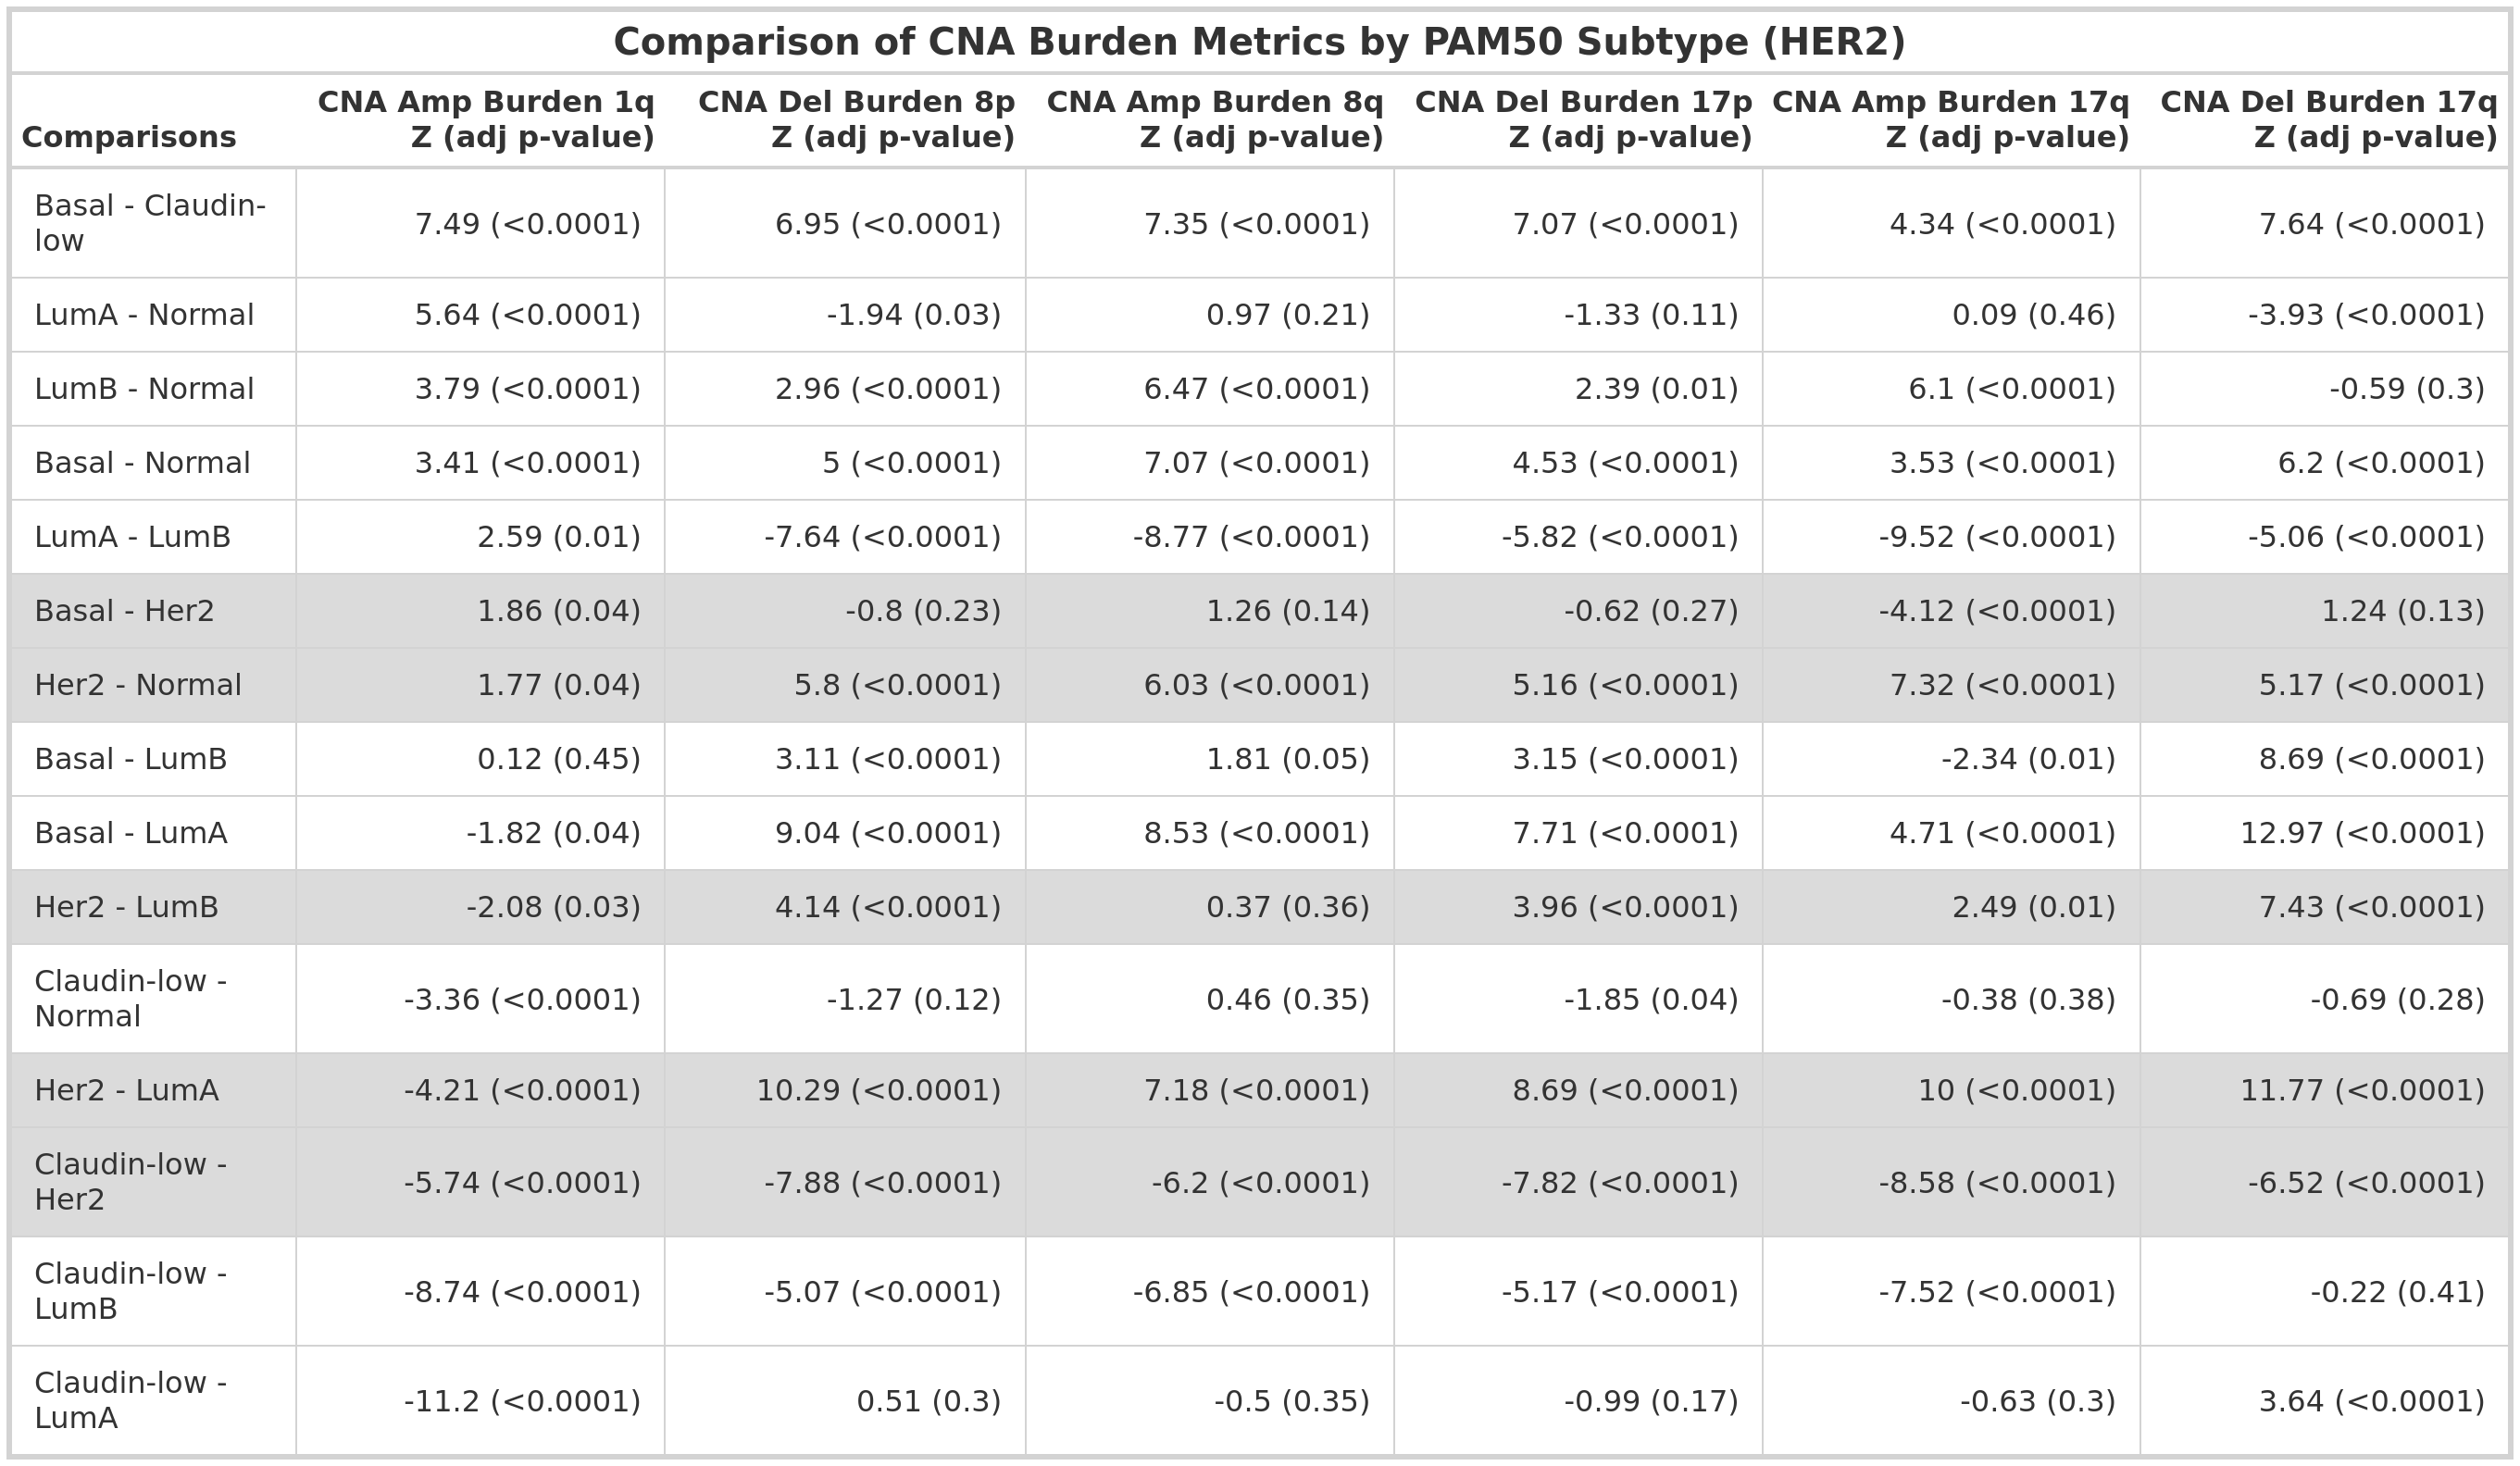 Comparison of CNA Burden Metrics by PAM50 Subtype (HER2)
Comparisons CNA Amp Burden 1q Z (adj p-value) CNA Del Burden 8p Z (adj p-value) CNA Amp Burden 8q Z (adj p-value) CNA Del Burden 17p Z (adj p-value) CNA Amp Burden 17q Z (adj p-value) CNA Del Burden 17q Z (adj p-value)
Basal - Claudin-low 7.49 (<0.0001) 6.95 (<0.0001) 7.35 (<0.0001) 7.07 (<0.0001) 4.34 (<0.0001) 7.64 (<0.0001)
LumA - Normal 5.64 (<0.0001) -1.94 (0.03) 0.97 (0.21) -1.33 (0.11) 0.09 (0.46) -3.93 (<0.0001)
LumB - Normal 3.79 (<0.0001) 2.96 (<0.0001) 6.47 (<0.0001) 2.39 (0.01) 6.1 (<0.0001) -0.59 (0.3)
Basal - Normal 3.41 (<0.0001) 5 (<0.0001) 7.07 (<0.0001) 4.53 (<0.0001) 3.53 (<0.0001) 6.2 (<0.0001)
LumA - LumB 2.59 (0.01) -7.64 (<0.0001) -8.77 (<0.0001) -5.82 (<0.0001) -9.52 (<0.0001) -5.06 (<0.0001)
Basal - Her2 1.86 (0.04) -0.8 (0.23) 1.26 (0.14) -0.62 (0.27) -4.12 (<0.0001) 1.24 (0.13)
Her2 - Normal 1.77 (0.04) 5.8 (<0.0001) 6.03 (<0.0001) 5.16 (<0.0001) 7.32 (<0.0001) 5.17 (<0.0001)
Basal - LumB 0.12 (0.45) 3.11 (<0.0001) 1.81 (0.05) 3.15 (<0.0001) -2.34 (0.01) 8.69 (<0.0001)
Basal - LumA -1.82 (0.04) 9.04 (<0.0001) 8.53 (<0.0001) 7.71 (<0.0001) 4.71 (<0.0001) 12.97 (<0.0001)
Her2 - LumB -2.08 (0.03) 4.14 (<0.0001) 0.37 (0.36) 3.96 (<0.0001) 2.49 (0.01) 7.43 (<0.0001)
Claudin-low - Normal -3.36 (<0.0001) -1.27 (0.12) 0.46 (0.35) -1.85 (0.04) -0.38 (0.38) -0.69 (0.28)
Her2 - LumA -4.21 (<0.0001) 10.29 (<0.0001) 7.18 (<0.0001) 8.69 (<0.0001) 10 (<0.0001) 11.77 (<0.0001)
Claudin-low - Her2 -5.74 (<0.0001) -7.88 (<0.0001) -6.2 (<0.0001) -7.82 (<0.0001) -8.58 (<0.0001) -6.52 (<0.0001)
Claudin-low - LumB -8.74 (<0.0001) -5.07 (<0.0001) -6.85 (<0.0001) -5.17 (<0.0001) -7.52 (<0.0001) -0.22 (0.41)
Claudin-low - LumA -11.2 (<0.0001) 0.51 (0.3) -0.5 (0.35) -0.99 (0.17) -0.63 (0.3) 3.64 (<0.0001)